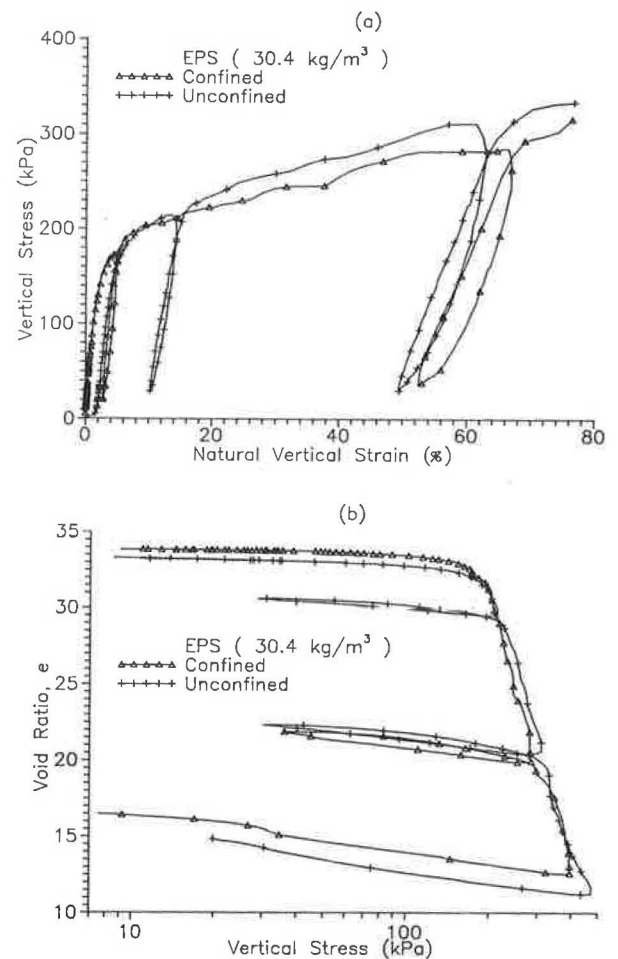 (a)
400
300
200
100
0
Vertical Stress (kPa)
EPS ( 30.4 kg/m³ )
Confined
Unconfined
0
20
40
60
80
Natural Vertical Strain (%)
(b)
35
30
25
20
15
10
Void Ratio, e
EPS ( 30.4 kg/m³ )
Confined
Unconfined
10
100
Vertical Stress (kPa)